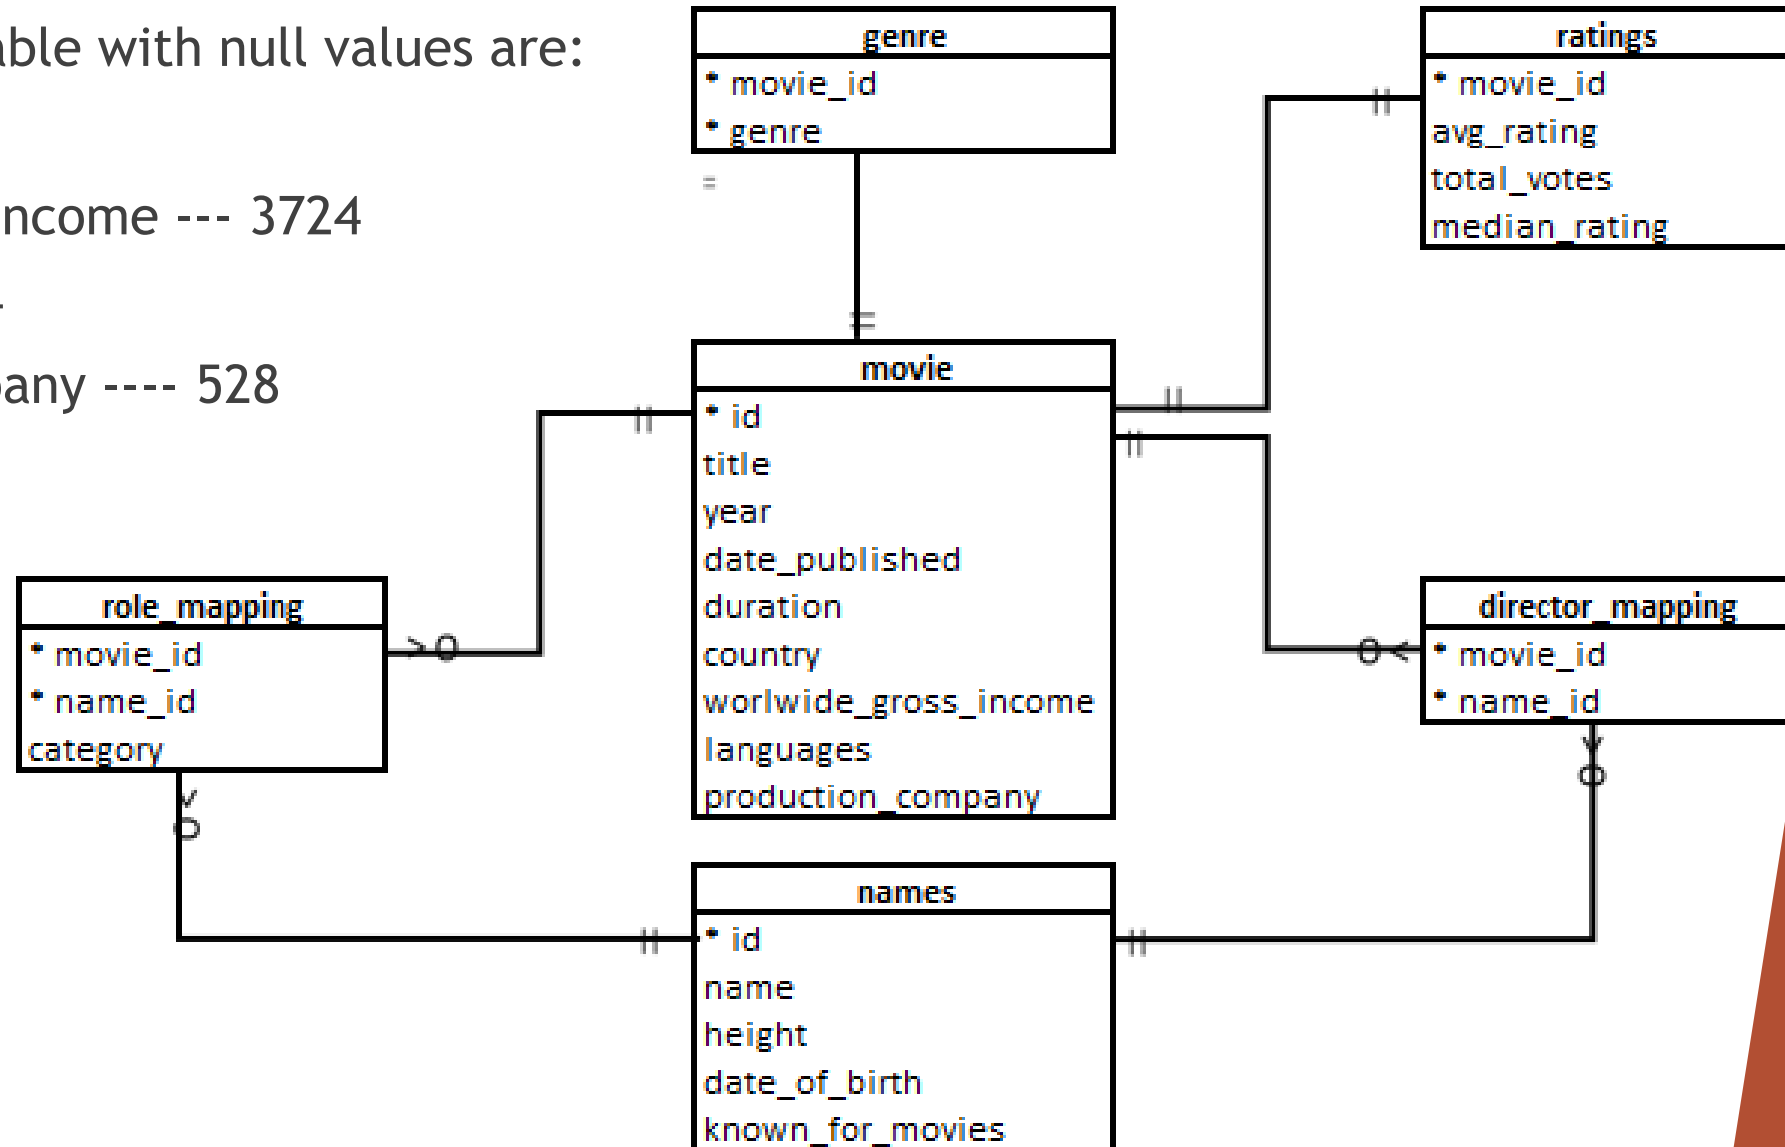 able with null values are:
ncome --- 3724
-
pany ---- 528
genre
* movie_id
* genre
=
ratings
* movie_id
avg_rating
total_votes
median_rating
movie
* id
title
year
date_published
duration
country
worlwide_gross_income
languages
production_company
role_mapping
* movie_id
* name_id
category
director_mapping
* movie_id
* name_id
names
* id
name
height
date_of_birth
known_for_movies